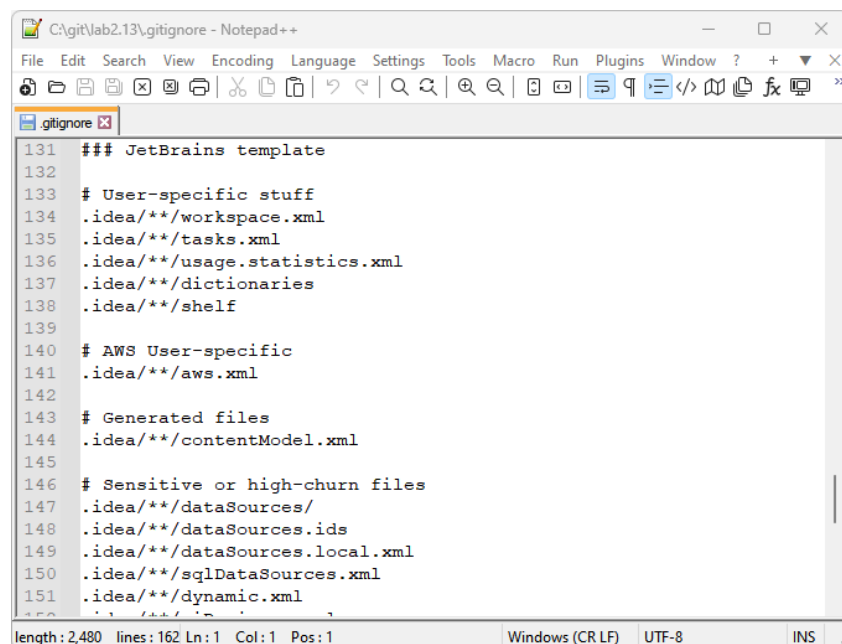 C:\git\lab2.13\.gitignore - Notepad++
File Edit Search View Encoding Language Settings Tools Macro Run Plugins Window ?
.gitignore
131 ### JetBrains template
132
133 # User-specific stuff
134 .idea/**/workspace.xml
135 .idea/**/tasks.xml
136 .idea/**/usage.statistics.xml
137 .idea/**/dictionaries
138 .idea/**/shelf
139
140 # AWS User-specific
141 .idea/**/aws.xml
142
143 # Generated files
144 .idea/**/contentModel.xml
145
146 # Sensitive or high-churn files
147 .idea/**/dataSources/
148 .idea/**/dataSources.ids
149 .idea/**/dataSources.local.xml
150 .idea/**/sqlDataSources.xml
151 .idea/**/dynamic.xml
length : 2,480 lines : 162 Ln : 1 Col : 1 Pos : 1 Windows (CR LF) UTF-8 INS